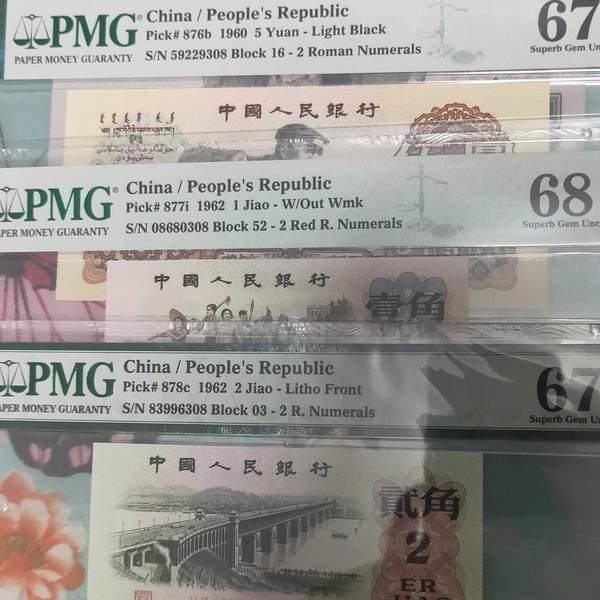 PMG®
PAPER MONEY GUARANTY
China / People's Republic
Pick# 876b 1960 5 Yuan - Light Black
S/N 59229308 Block 16 - 2 Roman Numerals
67
Superb Gem Unc
中國人民銀行
PMG®
PAPER MONEY GUARANTY
China / People's Republic
Pick# 877i 1962 1 Jiao - W/Out Wmk
S/N 08680308 Block 52 - 2 Red R. Numerals
68
Superb Gem Unc
中國人民銀行
壹角
PMG
PAPER MONEY GUARANTY
China / People's Republic
Pick# 878c 1962 2 Jiao - Litho Front
S/N 83996308 Block 03 - 2 R. Numerals
67
Superb Gem Un
中國人民銀行
貳角
2
ER